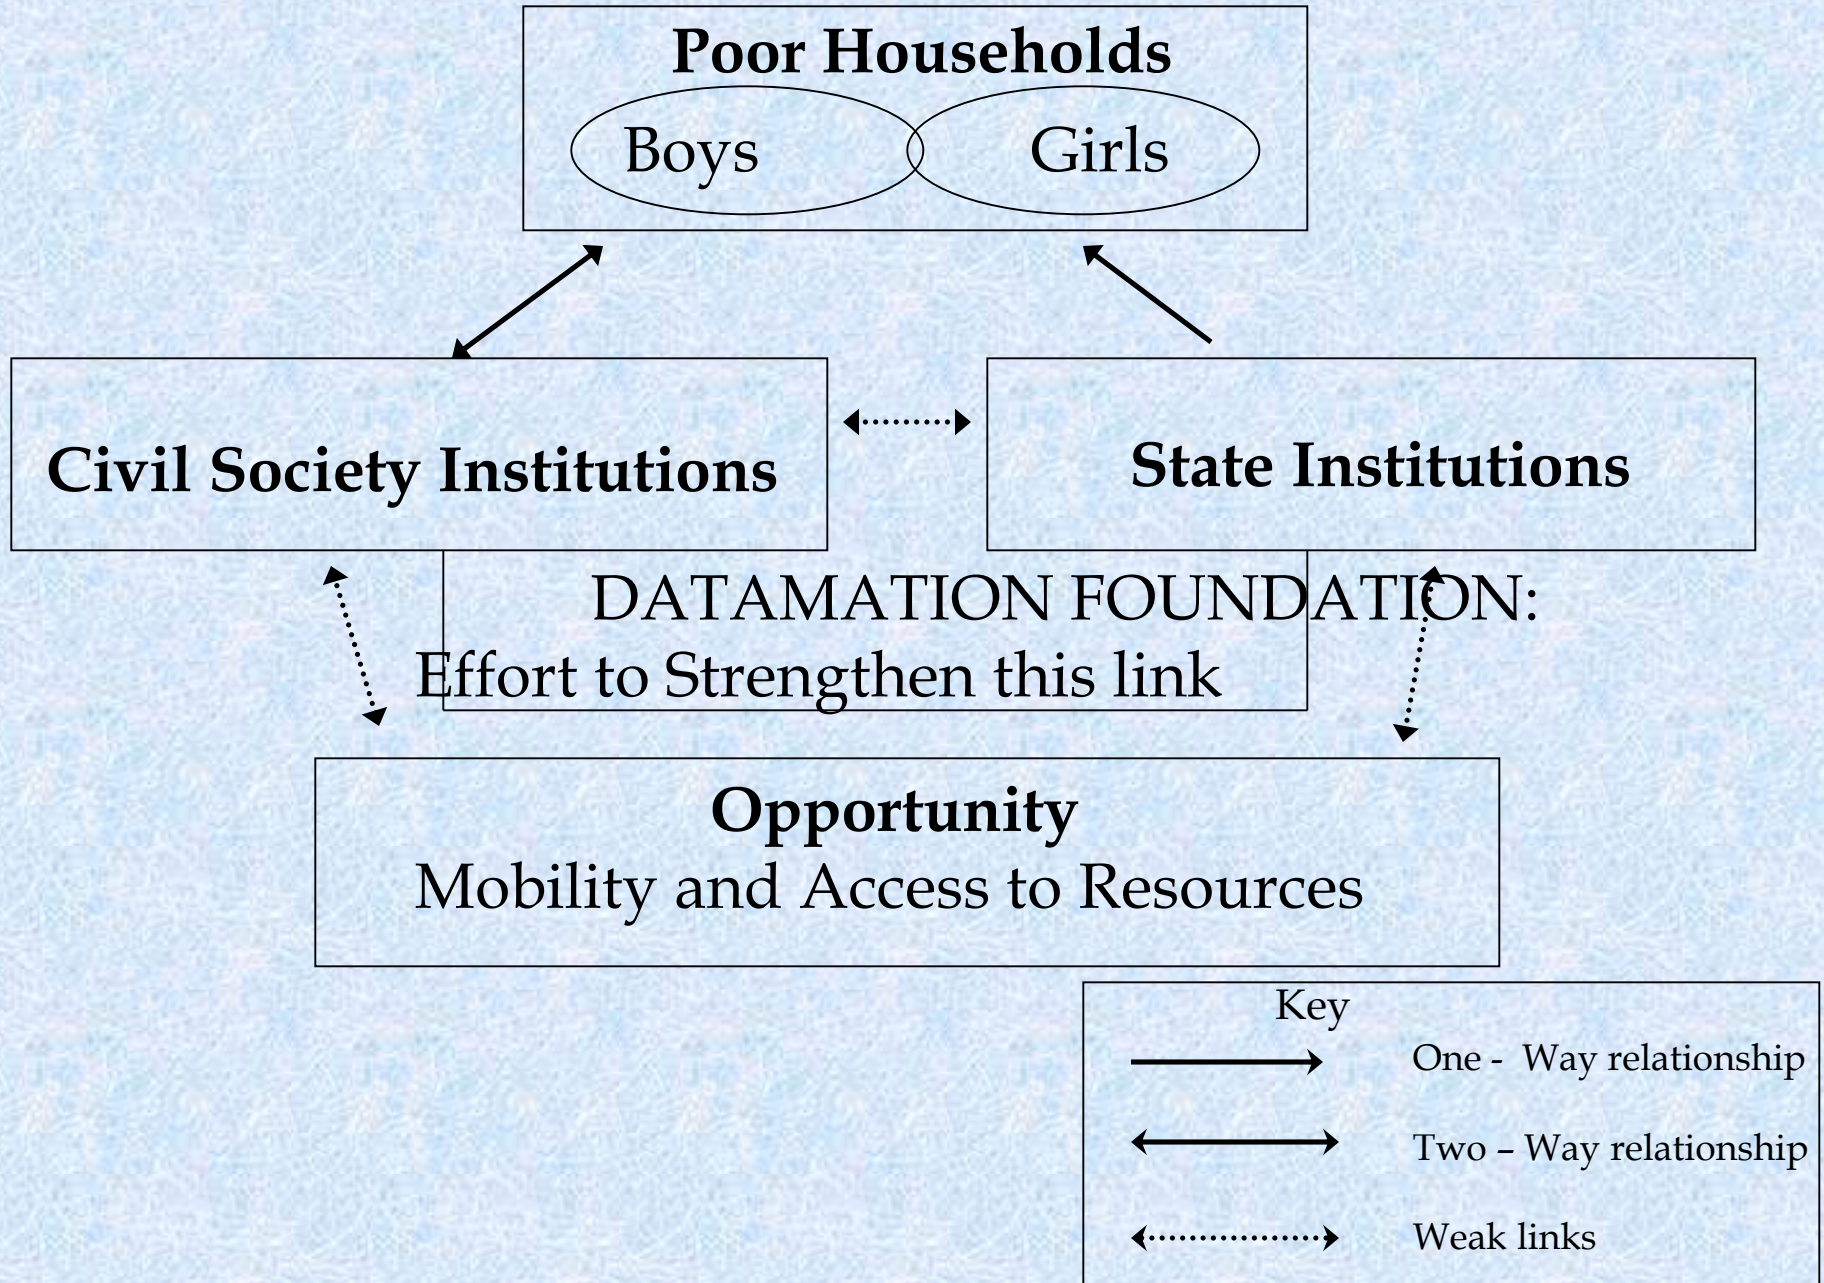 Poor Households
Boys
Girls
Civil Society Institutions
State Institutions
DATAMATION FOUNDATION:
Effort to Strengthen this link
Opportunity
Mobility and Access to Resources
Key
One - Way relationship
Two – Way relationship
Weak links